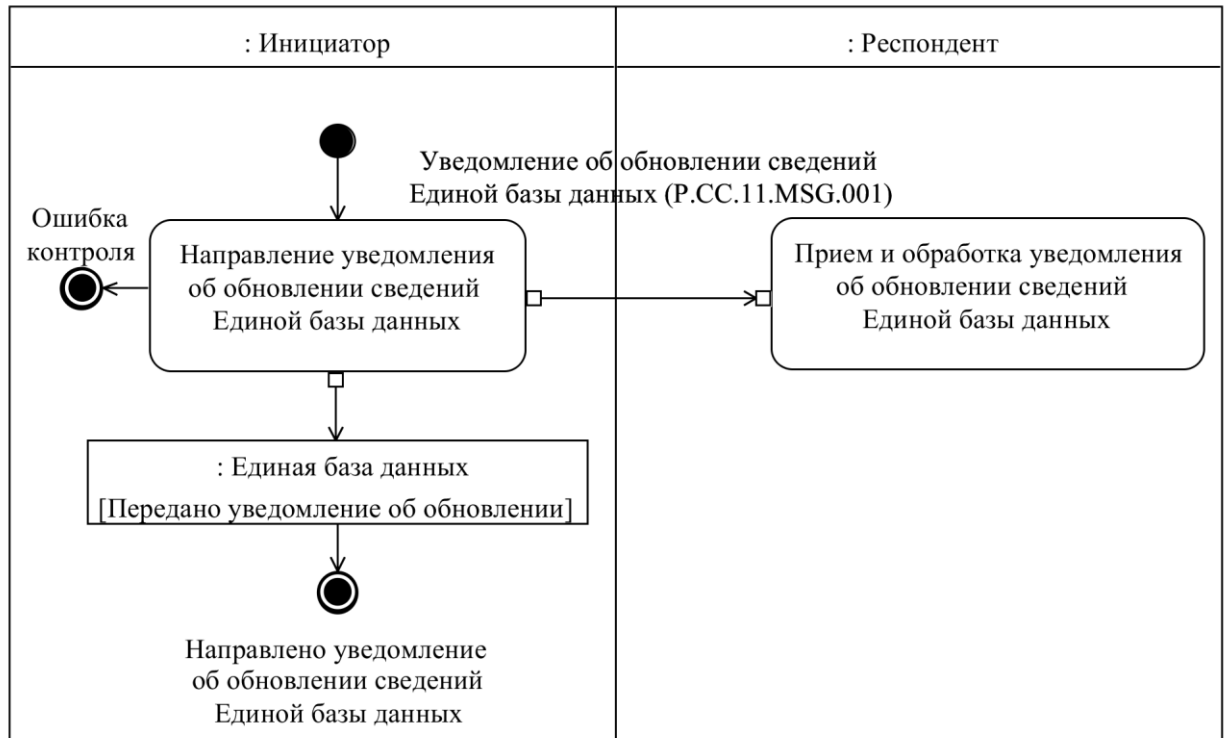 : Инициатор
: Респондент
Уведомление об обновлении сведений
Единой базы данных (P.CC.11.MSG.001)
Ошибка
контроля
Направление уведомления
об обновлении сведений
Единой базы данных
Прием и обработка уведомления
об обновлении сведений
Единой базы данных
: Единая база данных
[Передано уведомление об обновлении]
Направлено уведомление
об обновлении сведений
Единой базы данных